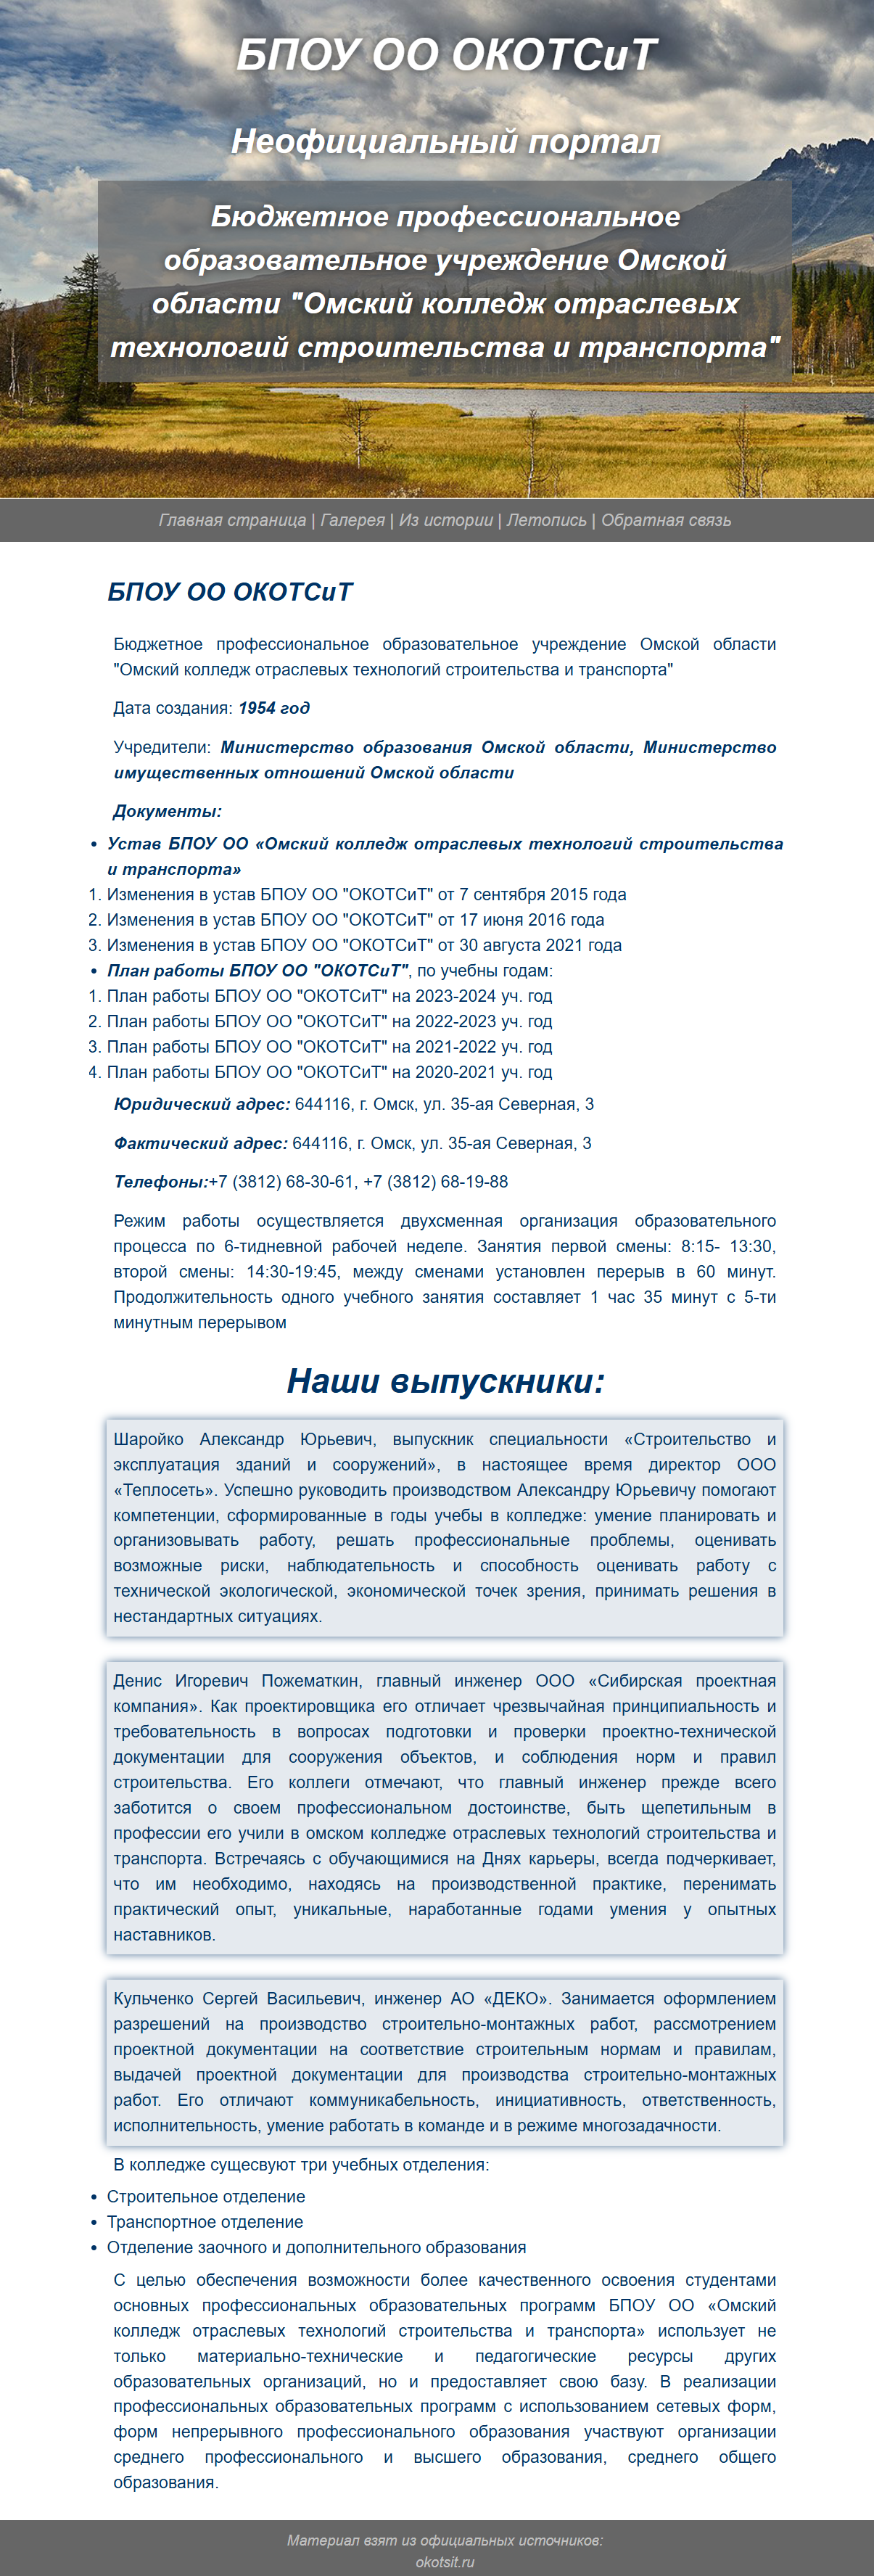 БПОУ ОО ОКОТСиТ
Неофициальный портал
Бюджетное профессиональное
образовательное учреждение Омской
области "Омский колледж отраслевых
технологий строительства и транспорта"
Главная страница | Галерея | Из истории | Летопись | Обратная связь
БПОУ ОО ОКОТСиТ
Бюджетное профессиональное образовательное учреждение Омской области
"Омский колледж отраслевых технологий строительства и транспорта"
Дата создания: 1954 год
Учредители: Министерство образования Омской области, Министерство
имущественных отношений Омской области
Документы:
• Устав БПОУ ОО «Омский колледж отраслевых технологий строительства
и транспорта»
1. Изменения в устав БПОУ ОО "ОКОТСиТ" от 7 сентября 2015 года
2. Изменения в устав БПОУ ОО "ОКОТСиТ" от 17 июня 2016 года
3. Изменения в устав БПОУ ОО "ОКОТСиТ" от 30 августа 2021 года
• План работы БПОУ ОО "ОКОТСиТ", по учебны годам:
1. План работы БПОУ ОО "ОКОТСиТ" на 2023-2024 уч. год
2. План работы БПОУ ОО "ОКОТСиТ" на 2022-2023 уч. год
3. План работы БПОУ ОО "ОКОТСиТ" на 2021-2022 уч. год
4. План работы БПОУ ОО "ОКОТСиТ" на 2020-2021 уч. год
Юридический адрес: 644116, г. Омск, ул. 35-ая Северная, 3
Фактический адрес: 644116, г. Омск, ул. 35-ая Северная, 3
Телефоны:+7 (3812) 68-30-61, +7 (3812) 68-19-88
Режим работы осуществляется двухсменная организация образовательного
процесса по 6-тидневной рабочей неделе. Занятия первой смены: 8:15- 13:30,
второй смены: 14:30-19:45, между сменами установлен перерыв в 60 минут.
Продолжительность одного учебного занятия составляет 1 час 35 минут с 5-ти
минутным перерывом
Наши выпускники:
Шаройко Александр Юрьевич, выпускник специальности «Строительство и
эксплуатация зданий и сооружений», в настоящее время директор ООО
«Теплосеть». Успешно руководить производством Александру Юрьевичу помогают
компетенции, сформированные в годы учебы в колледже: умение планировать и
организовывать работу, решать профессиональные проблемы, оценивать
возможные риски, наблюдательность и способность оценивать работу с
технической экологической, экономической точек зрения, принимать решения в
нестандартных ситуациях.
Денис Игоревич Пожематкин, главный инженер ООО «Сибирская проектная
компания». Как проектировщика его отличает чрезвычайная принципиальность и
требовательность в вопросах подготовки и проверки проектно-технической
документации для сооружения объектов, и соблюдения норм и правил
строительства. Его коллеги отмечают, что главный инженер прежде всего
заботится о своем профессиональном достоинстве, быть щепетильным в
профессии его учили в омском колледже отраслевых технологий строительства и
транспорта. Встречаясь с обучающимися на Днях карьеры, всегда подчеркивает,
что им необходимо, находясь на производственной практике, перенимать
практический опыт, уникальные, наработанные годами умения у опытных
наставников.
Кульченко Сергей Васильевич, инженер АО «ДЕКО». Занимается оформлением
разрешений на производство строительно-монтажных работ, рассмотрением
проектной документации на соответствие строительным нормам и правилам,
выдачей проектной документации для производства строительно-монтажных
работ. Его отличают коммуникабельность, инициативность, ответственность,
исполнительность, умение работать в команде и в режиме многозадачности.
В колледже сущесвуют три учебных отделения:
• Строительное отделение
• Транспортное отделение
• Отделение заочного и дополнительного образования
С целью обеспечения возможности более качественного освоения студентами
основных профессиональных образовательных программ БПОУ ОО «Омский
колледж отраслевых технологий строительства и транспорта» использует не
только материально-технические и педагогические ресурсы других
образовательных организаций, но и предоставляет свою базу. В реализации
профессиональных образовательных программ с использованием сетевых форм,
форм непрерывного профессионального образования участвуют организации
среднего профессионального и высшего образования, среднего общего
образования.
Материал взят из официальных источников:
okotsit.ru